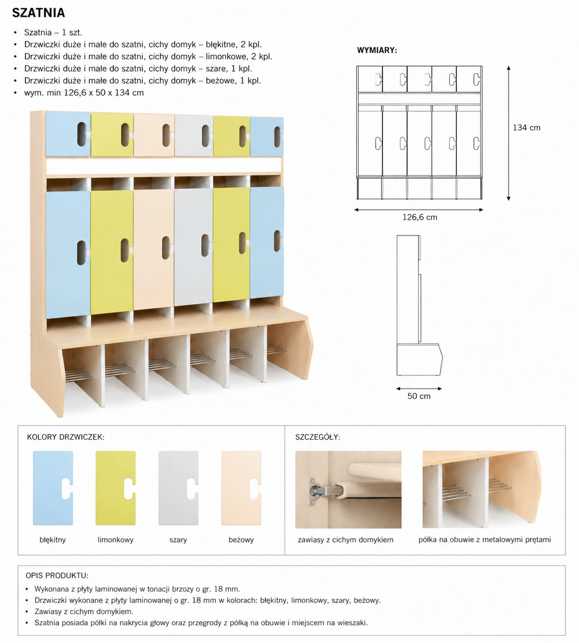 SZATNIA
• Szatnia – 1 szt.
• Drzwiczki duże i małe do szatni, cichy domyk – błękitne, 2 kpl.
• Drzwiczki duże i małe do szatni, cichy domyk – limonkowe, 2 kpl.
• Drzwiczki duże i małe do szatni, cichy domyk – szare, 1 kpl.
• Drzwiczki duże i małe do szatni, cichy domyk – beżowe, 1 kpl.
• wym. min 126,6 x 50 x 134 cm
WYMIARY:
134 cm
126,6 cm
50 cm
KOLORY DRZWICZEK:
błękitny
limonkowy
szary
beżowy
SZCZEGÓŁY:
zawiasy z cichym domykiem
półka na obuwie z metalowymi prętami
OPIS PRODUKTU:
• Wykonana z płyty laminowanej w tonacji brzozy o gr. 18 mm.
• Drzwiczki wykonane z płyty laminowanej o gr. 18 mm w kolorach: błękitny, limonkowy, szary, beżowy.
• Zawiasy z cichym domykiem.
• Szatnia posiada półki na nakrycia głowy oraz przegrody z półką na obuwie i miejscem na wieszaki.